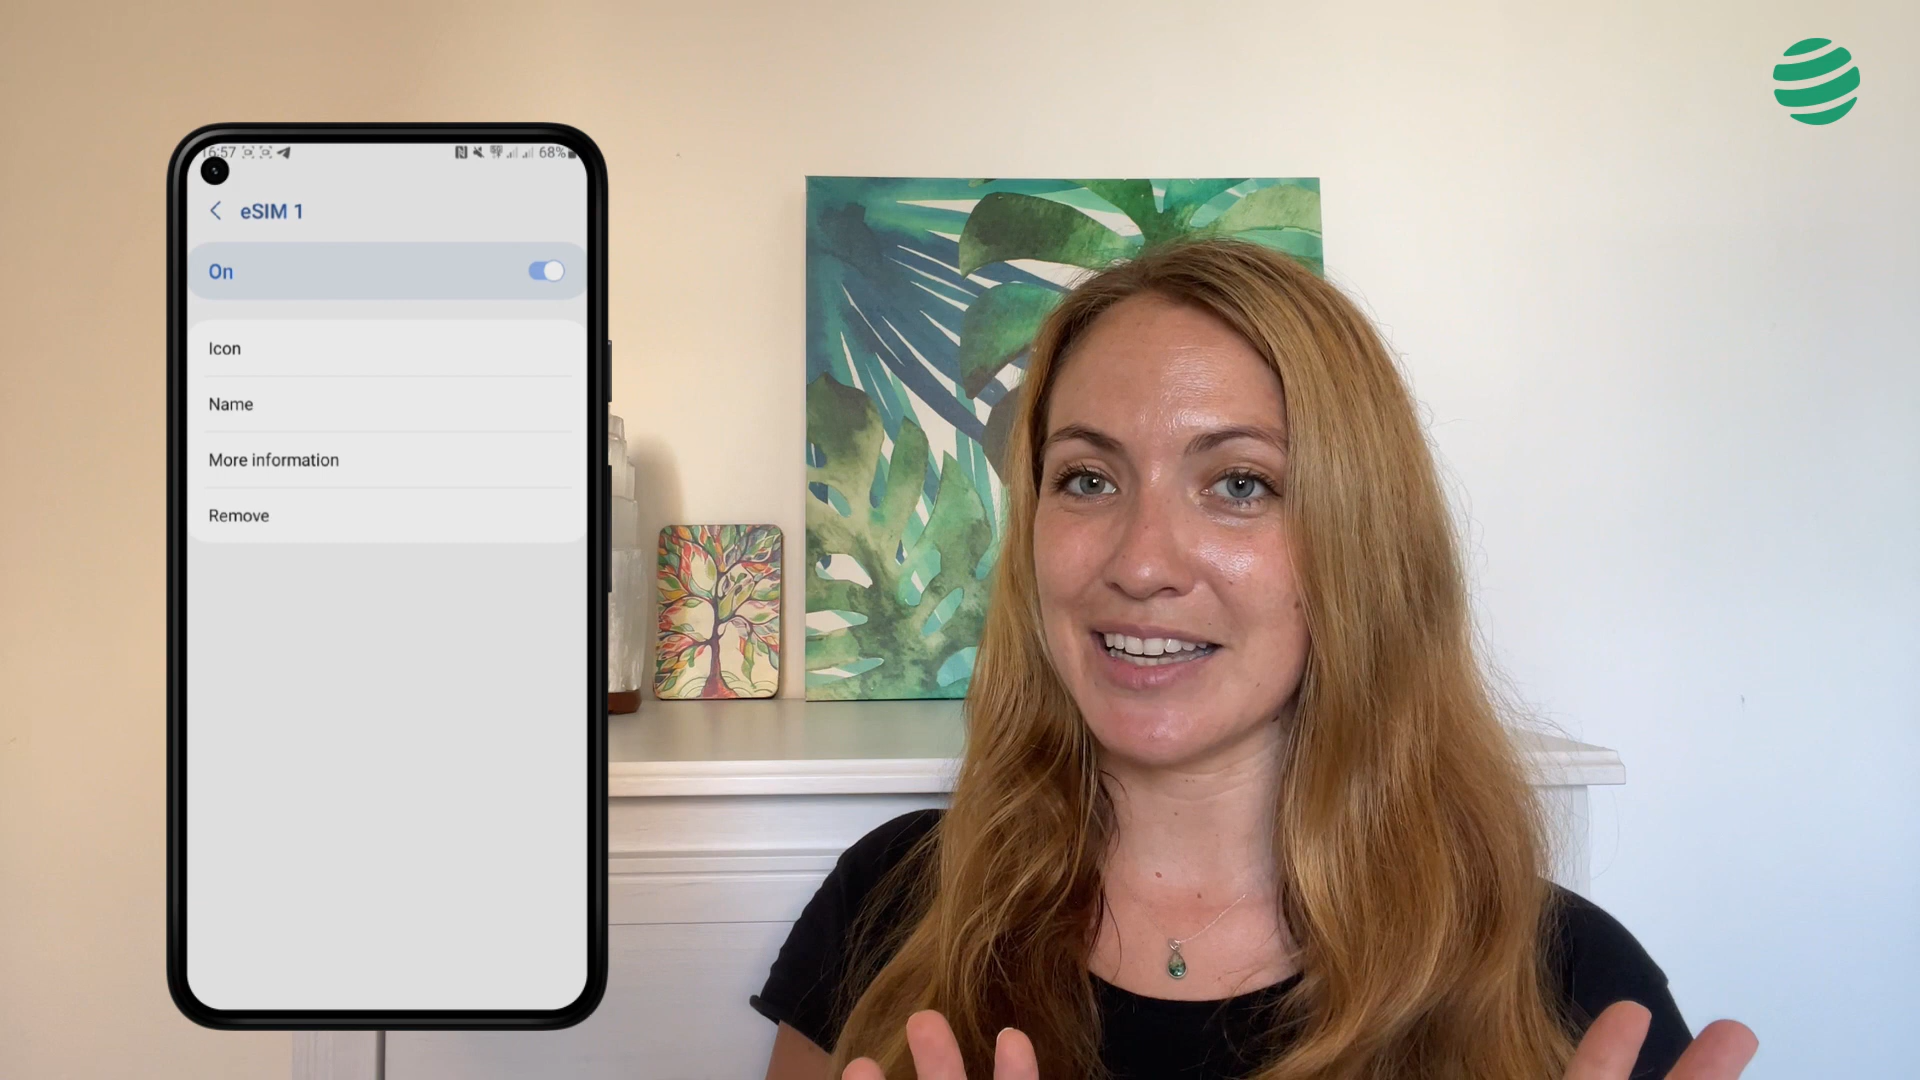 16:57
68%
eSIM 1
On
Icon
Name
More information
Remove